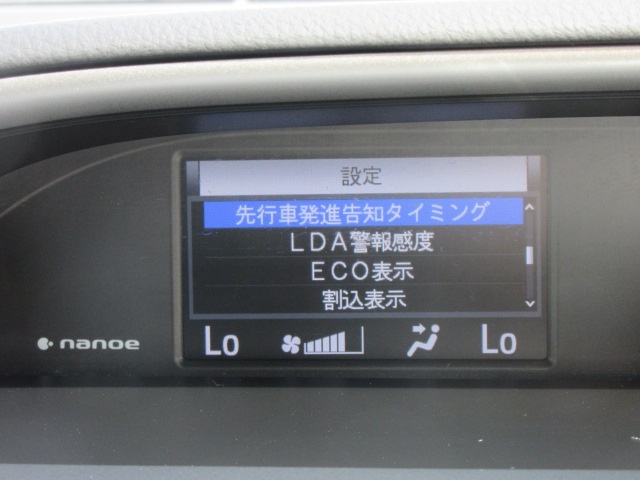 設定
先行車発進告知タイミング
LDA警報感度
ECO表示
割込表示
Lo Lo
nanoe